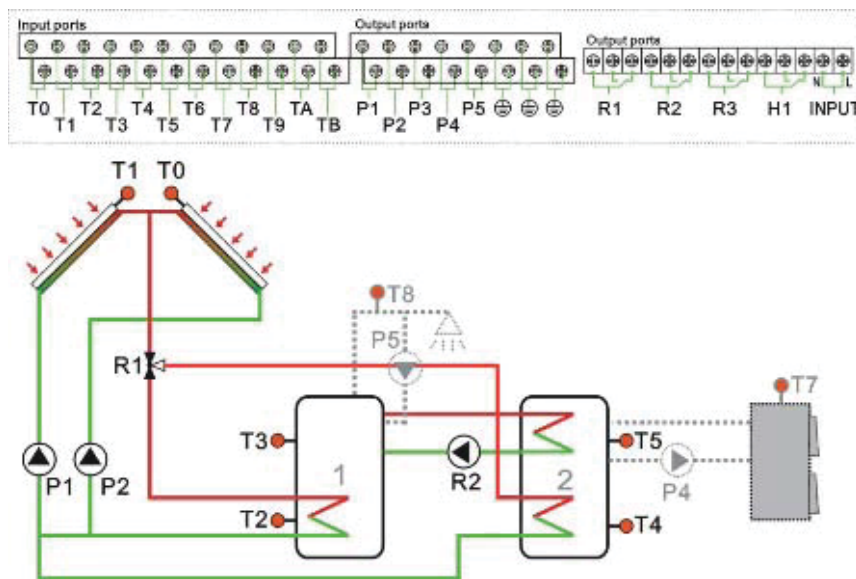 Input ports
Output ports
Output ports
T0 T2 T4 T6 T8 TA P1 P3 P5
T1 T3 T5 T7 T9 TB P2 P4
R1 R2 R3 H1 INPUT
N L
T1 T0
T8
P5
R1
T7
T3
1
T5
P1 P2
R2
2
P4
T2
T4